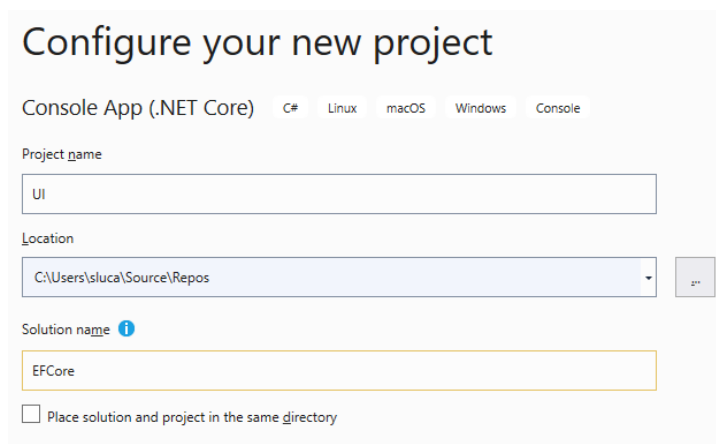 Configure your new project
Console App (.NET Core) C# Linux macOS Windows Console
Project name
UI
Location
C:\Users\sluca\Source\Repos
...
Solution name
EFCore
Place solution and project in the same directory